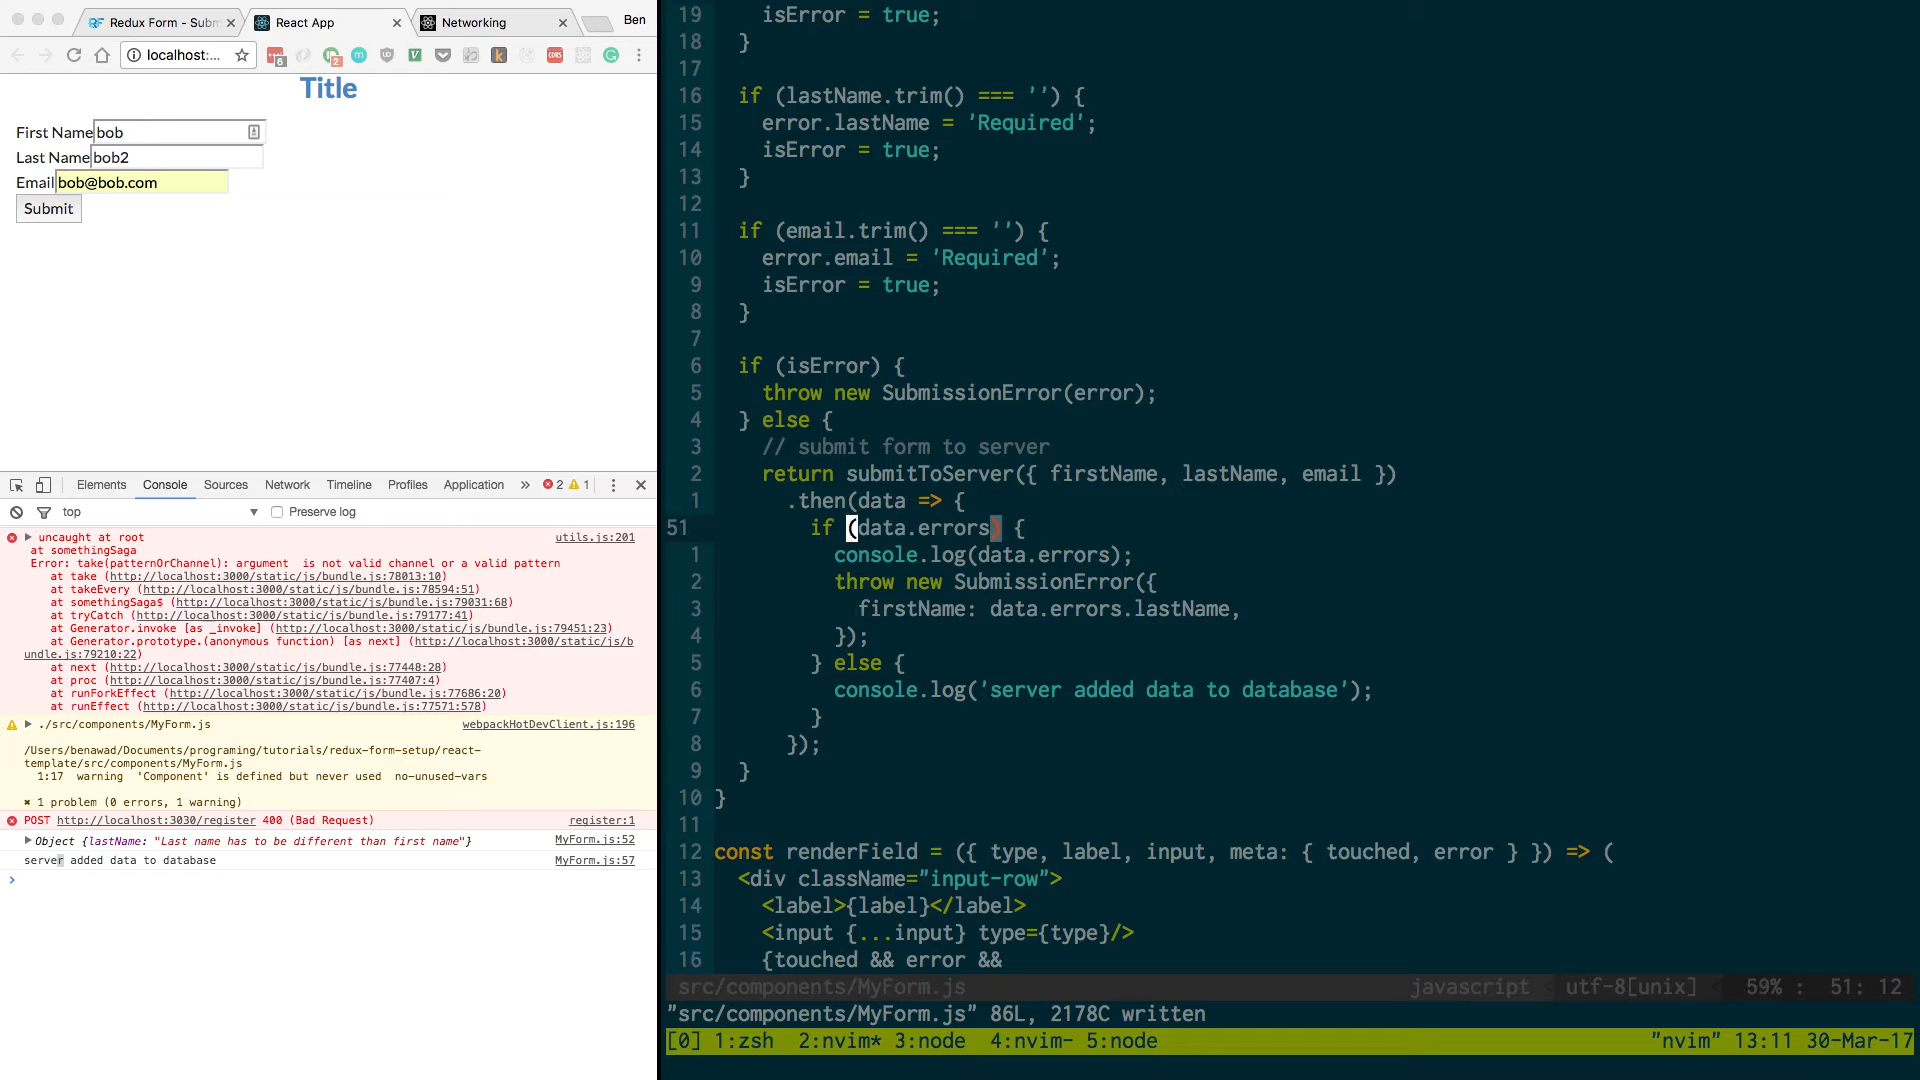 Redux Form - Subm
React App
Networking
Ben
localhost:...
6
2
Title
First Name bob
Last Name bob2
Email bob@bob.com
Submit
Elements Console Sources Network Timeline Profiles Application » 2 1
top Preserve log
uncaught at root utils.js:201
at somethingSaga
Error: take(patternOrChannel): argument  is not valid channel or a valid pattern
at take (http://localhost:3000/static/js/bundle.js:78013:10)
at takeEvery (http://localhost:3000/static/js/bundle.js:78594:51)
at somethingSaga$ (http://localhost:3000/static/js/bundle.js:79031:68)
at tryCatch (http://localhost:3000/static/js/bundle.js:79177:41)
at Generator.invoke [as _invoke] (http://localhost:3000/static/js/bundle.js:79451:23)
at Generator.prototype.(anonymous function) [as next] (http://localhost:3000/static/js/b
undle.js:79210:22)
at next (http://localhost:3000/static/js/bundle.js:77448:28)
at proc (http://localhost:3000/static/js/bundle.js:77407:4)
at runForkEffect (http://localhost:3000/static/js/bundle.js:77686:20)
at runEffect (http://localhost:3000/static/js/bundle.js:77571:578)
./src/components/MyForm.js webpackHotDevClient.js:196
/Users/benawad/Documents/programing/tutorials/redux-form-setup/react-
template/src/components/MyForm.js
1:17  warning  'Component' is defined but never used  no-unused-vars
✖ 1 problem (0 errors, 1 warning)
POST http://localhost:3030/register 400 (Bad Request) register:1
Object {lastName: "Last name has to be different than first name"} MyForm.js:52
server added data to database MyForm.js:57
>
19     isError = true;
18   }
17
16   if (lastName.trim() === '') {
15     error.lastName = 'Required';
14     isError = true;
13   }
12
11   if (email.trim() === '') {
10     error.email = 'Required';
9     isError = true;
8   }
7
6   if (isError) {
5     throw new SubmissionError(error);
4   } else {
3     // submit form to server
2     return submitToServer({ firstName, lastName, email })
1       .then(data => {
51         if (data.errors) {
1           console.log(data.errors);
2           throw new SubmissionError({
3             firstName: data.errors.lastName,
4           });
5         } else {
6           console.log('server added data to database');
7         }
8       });
9   }
10 }
11
12 const renderField = ({ type, label, input, meta: { touched, error } }) => (
13   <div className="input-row">
14     <label>{label}</label>
15     <input {...input} type={type}/>
16     {touched && error &&
src/components/MyForm.js javascript < utf-8[unix] < 59% : 51: 12
"src/components/MyForm.js" 86L, 2178C written
[0] 1:zsh  2:nvim* 3:node  4:nvim- 5:node "nvim" 13:11 30-Mar-17